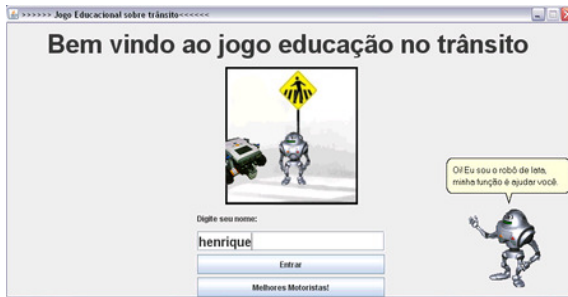 >>>>>> Jogo Educacional sobre trânsito<<<<<<
Bem vindo ao jogo educação no trânsito
Oi! Eu sou o robô de lata,
minha função é ajudar você.
Digite seu nome:
henrique
Entrar
Melhores Motoristas!